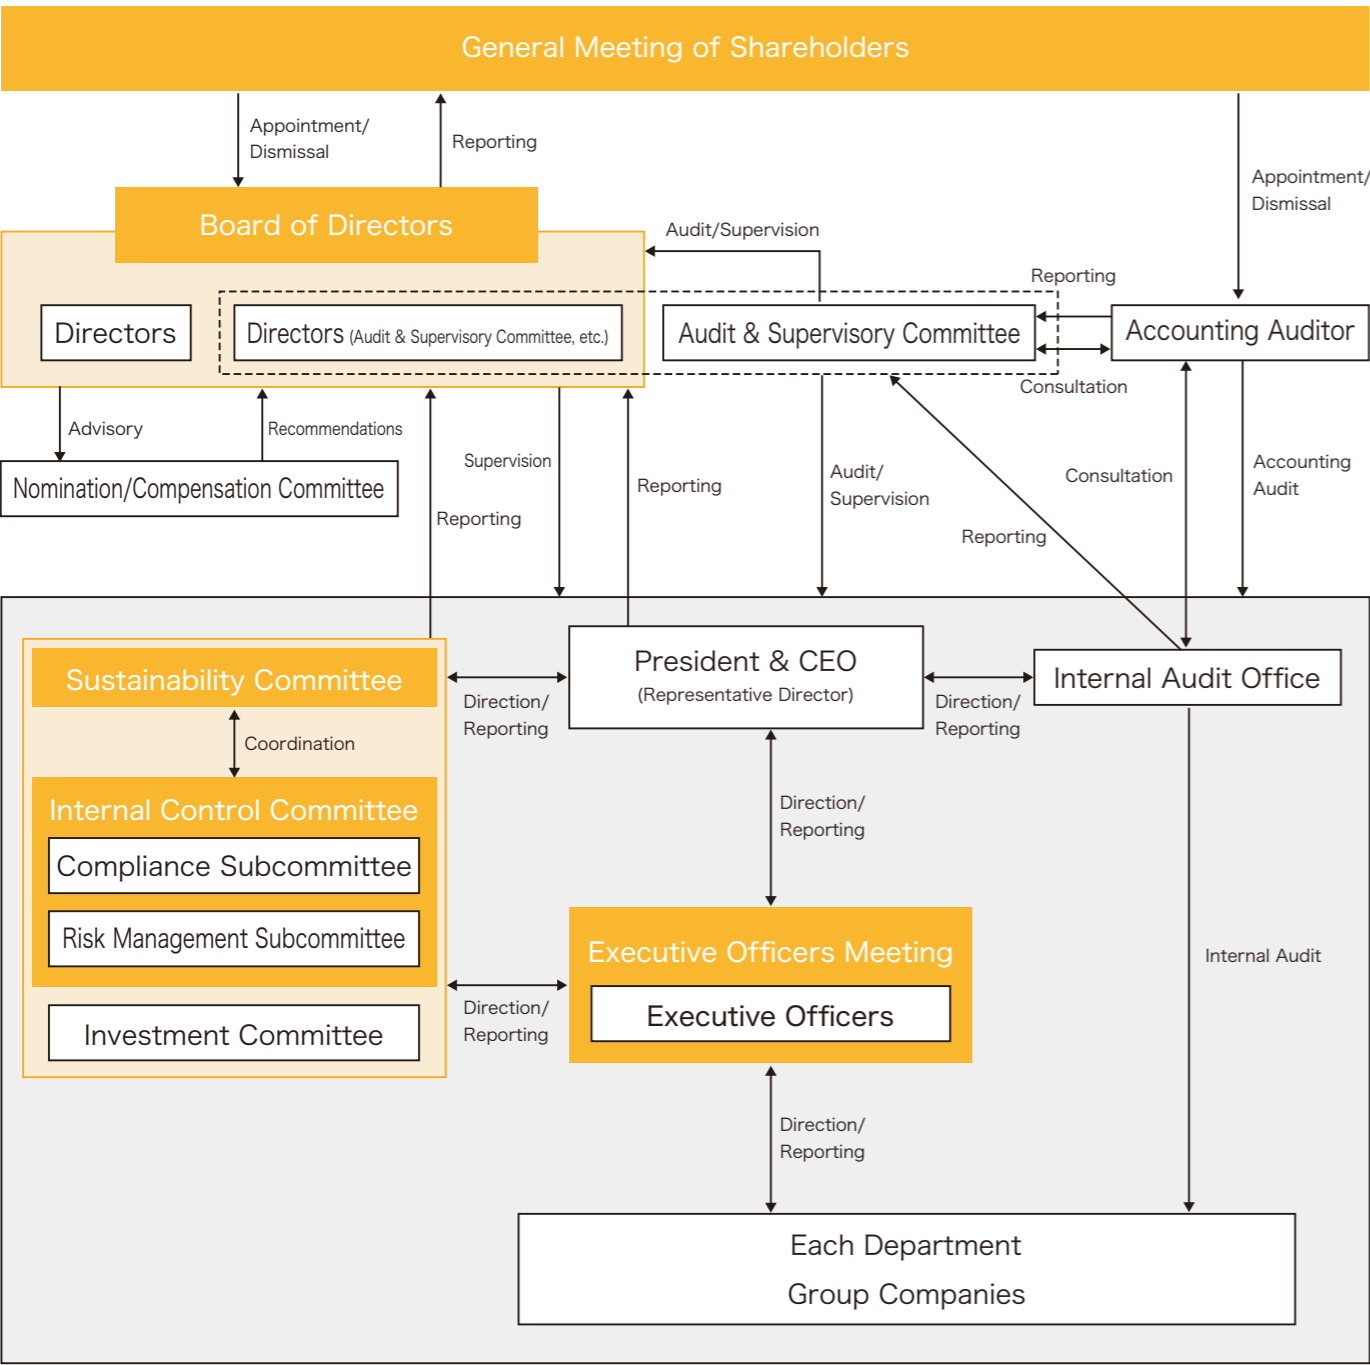 General Meeting of Shareholders
Appointment/
Dismissal
Reporting
Appointment/
Dismissal
Board of Directors
Audit/Supervision
Reporting
Directors
Directors (Audit & Supervisory Committee, etc.)
Audit & Supervisory Committee
Accounting Auditor
Consultation
Advisory
Recommendations
Nomination/Compensation Committee
Supervision
Reporting
Reporting
Audit/
Supervision
Consultation
Accounting
Audit
Reporting
Sustainability Committee
Coordination
Internal Control Committee
Compliance Subcommittee
Risk Management Subcommittee
Investment Committee
Direction/
Reporting
President & CEO
(Representative Director)
Direction/
Reporting
Internal Audit Office
Direction/
Reporting
Direction/
Reporting
Executive Officers Meeting
Executive Officers
Internal Audit
Direction/
Reporting
Each Department
Group Companies